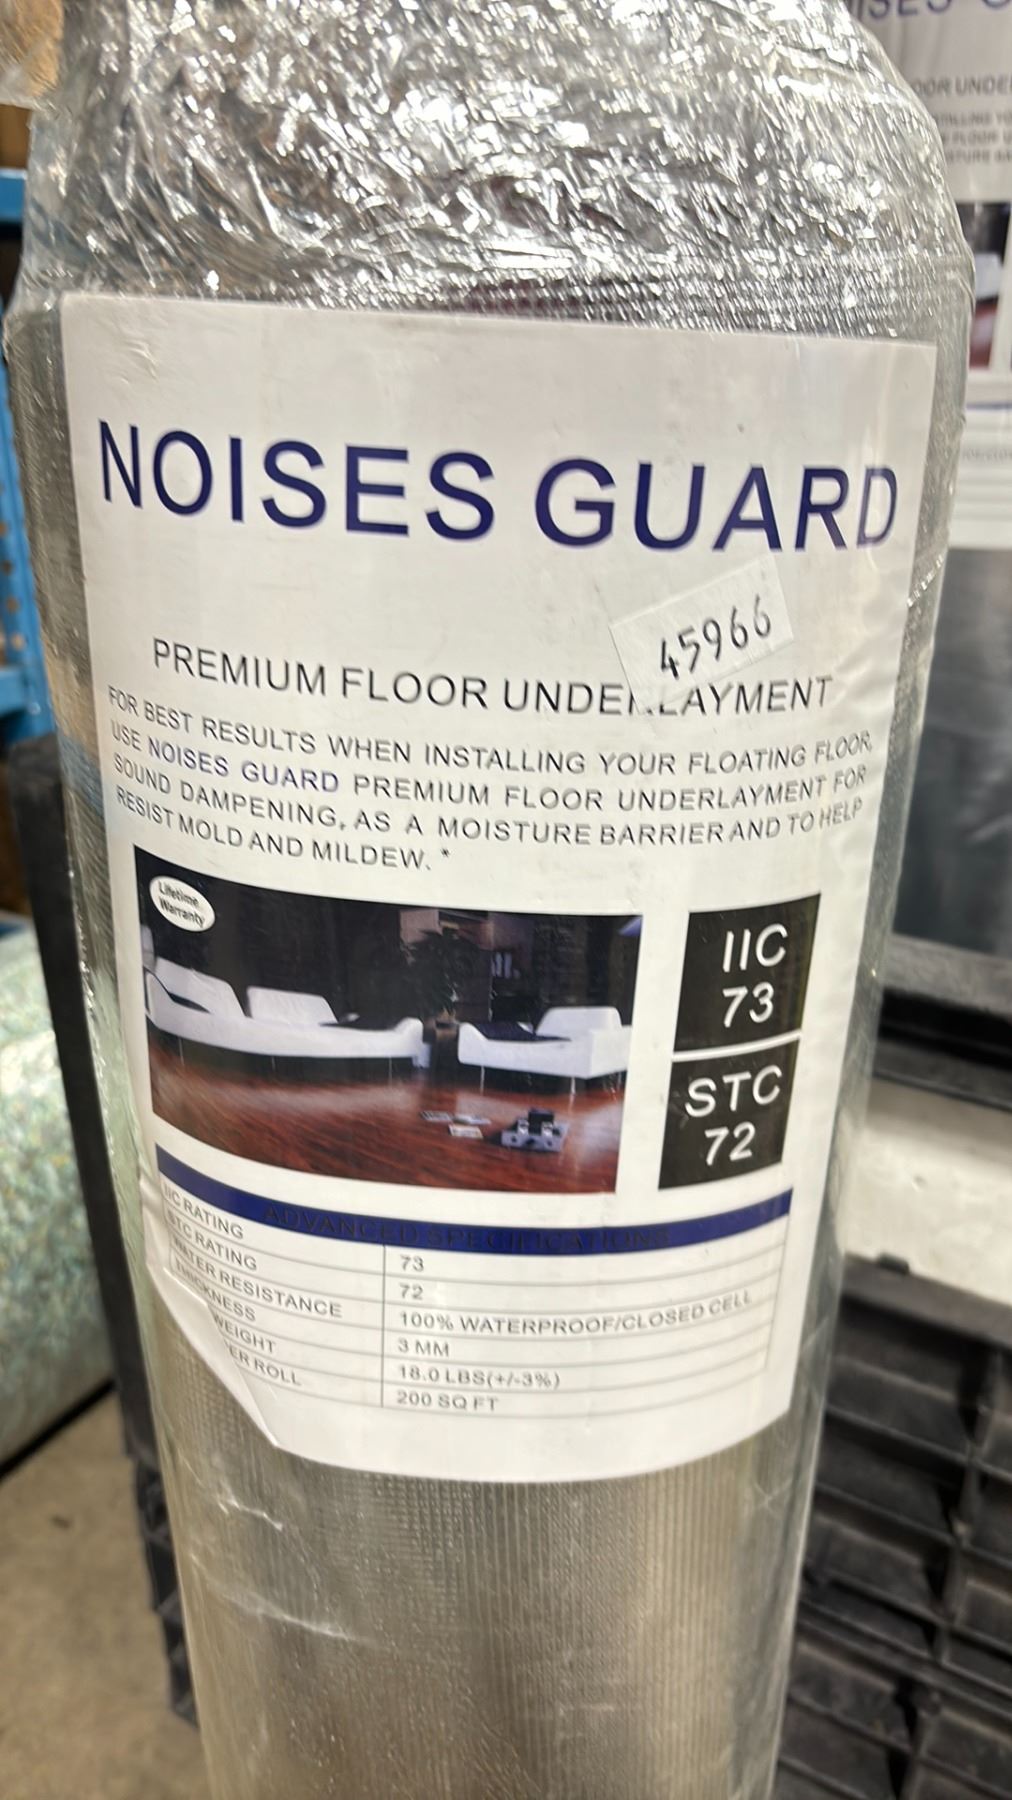 NOISES GUARD
45966
PREMIUM FLOOR UNDERLAYMENT
FOR BEST RESULTS WHEN INSTALLING YOUR FLOATING FLOOR,
USE NOISES GUARD PREMIUM FLOOR UNDERLAYMENT FOR
SOUND DAMPENING, AS A MOISTURE BARRIER AND TO HELP
RESIST MOLD AND MILDEW. *
Lifetime
Warranty
IIC
73
STC
72
ADVANCED SPECIFICATIONS
IIC RATING 73
STC RATING 72
WATER RESISTANCE 100% WATERPROOF/CLOSED CELL
THICKNESS 3 MM
WEIGHT 18.0 LBS(+/-3%)
ER ROLL 200 SQ FT